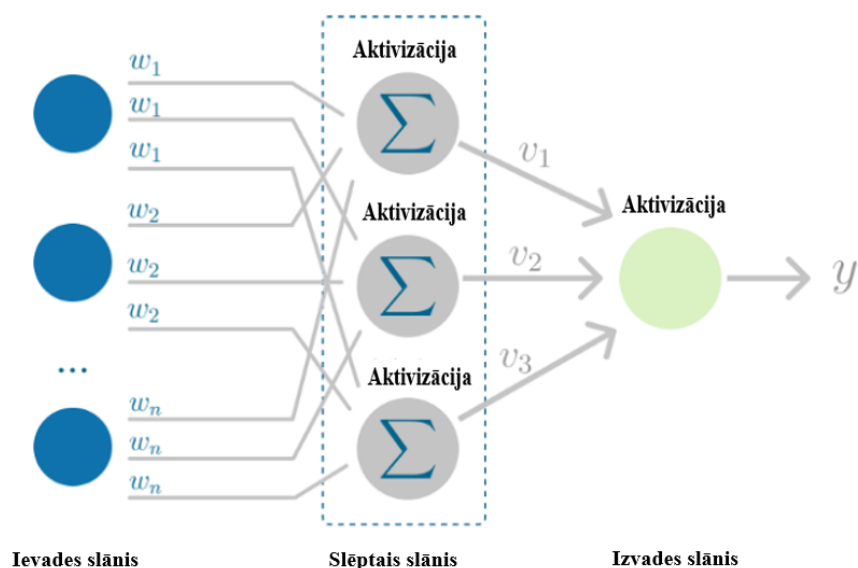 Aktivizācija
w1
w1
w1
w2
w2
w2
...
wn
wn
wn
Σ
Aktivizācija
Σ
Aktivizācija
Σ
v1
v2
v3
Aktivizācija
y
Ievades slānis
Slēptais slānis
Izvades slānis